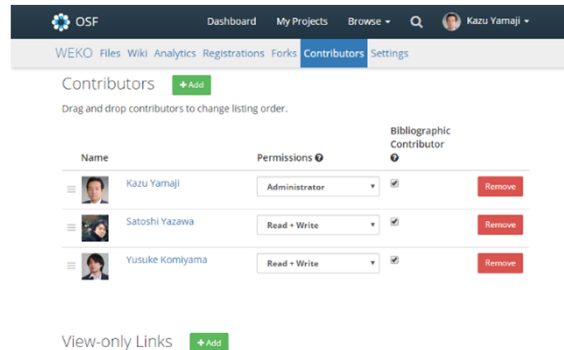 OSF Dashboard My Projects Browse Kazu Yamaji
WEKO Files Wiki Analytics Registrations Forks Contributors Settings
Contributors + Add
Drag and drop contributors to change listing order.
Name Permissions Bibliographic Contributor
Kazu Yamaji Administrator Remove
Satoshi Yazawa Read + Write Remove
Yusuke Komiyama Read + Write Remove
View-only Links + Add